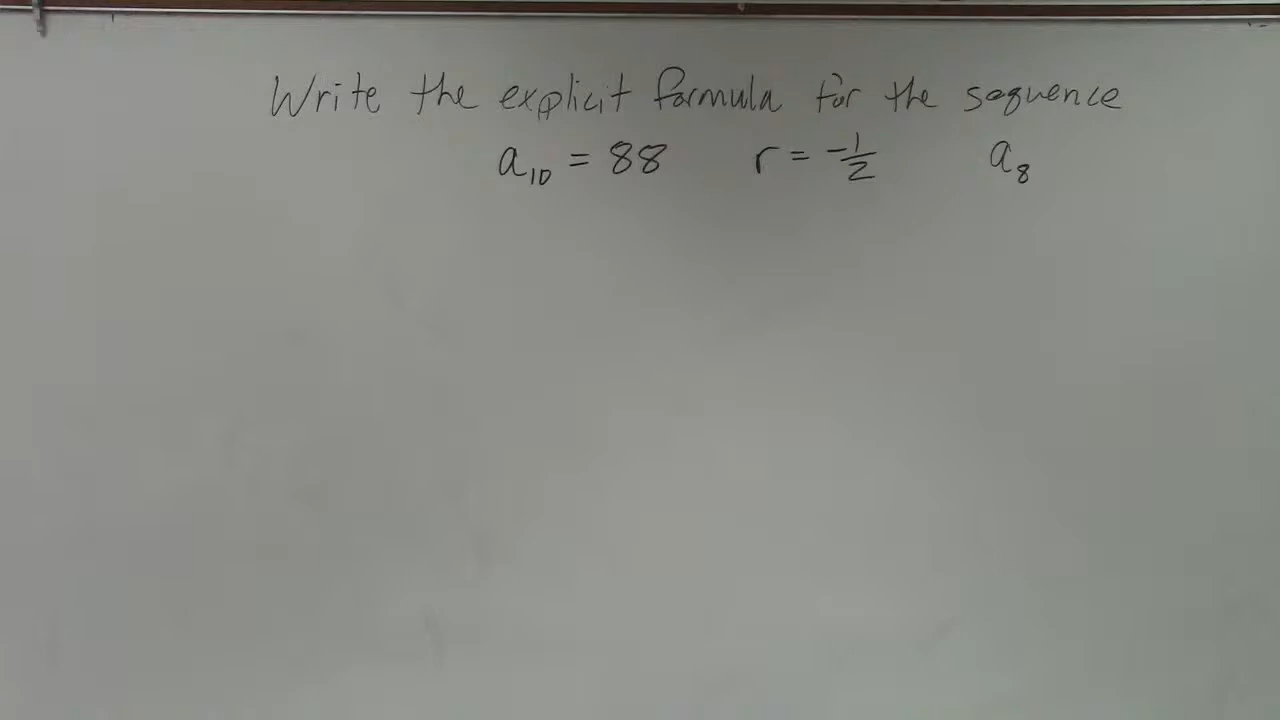 Write the explicit formula for the sequence
a₁₀ = 88 r = -1/2 a₈